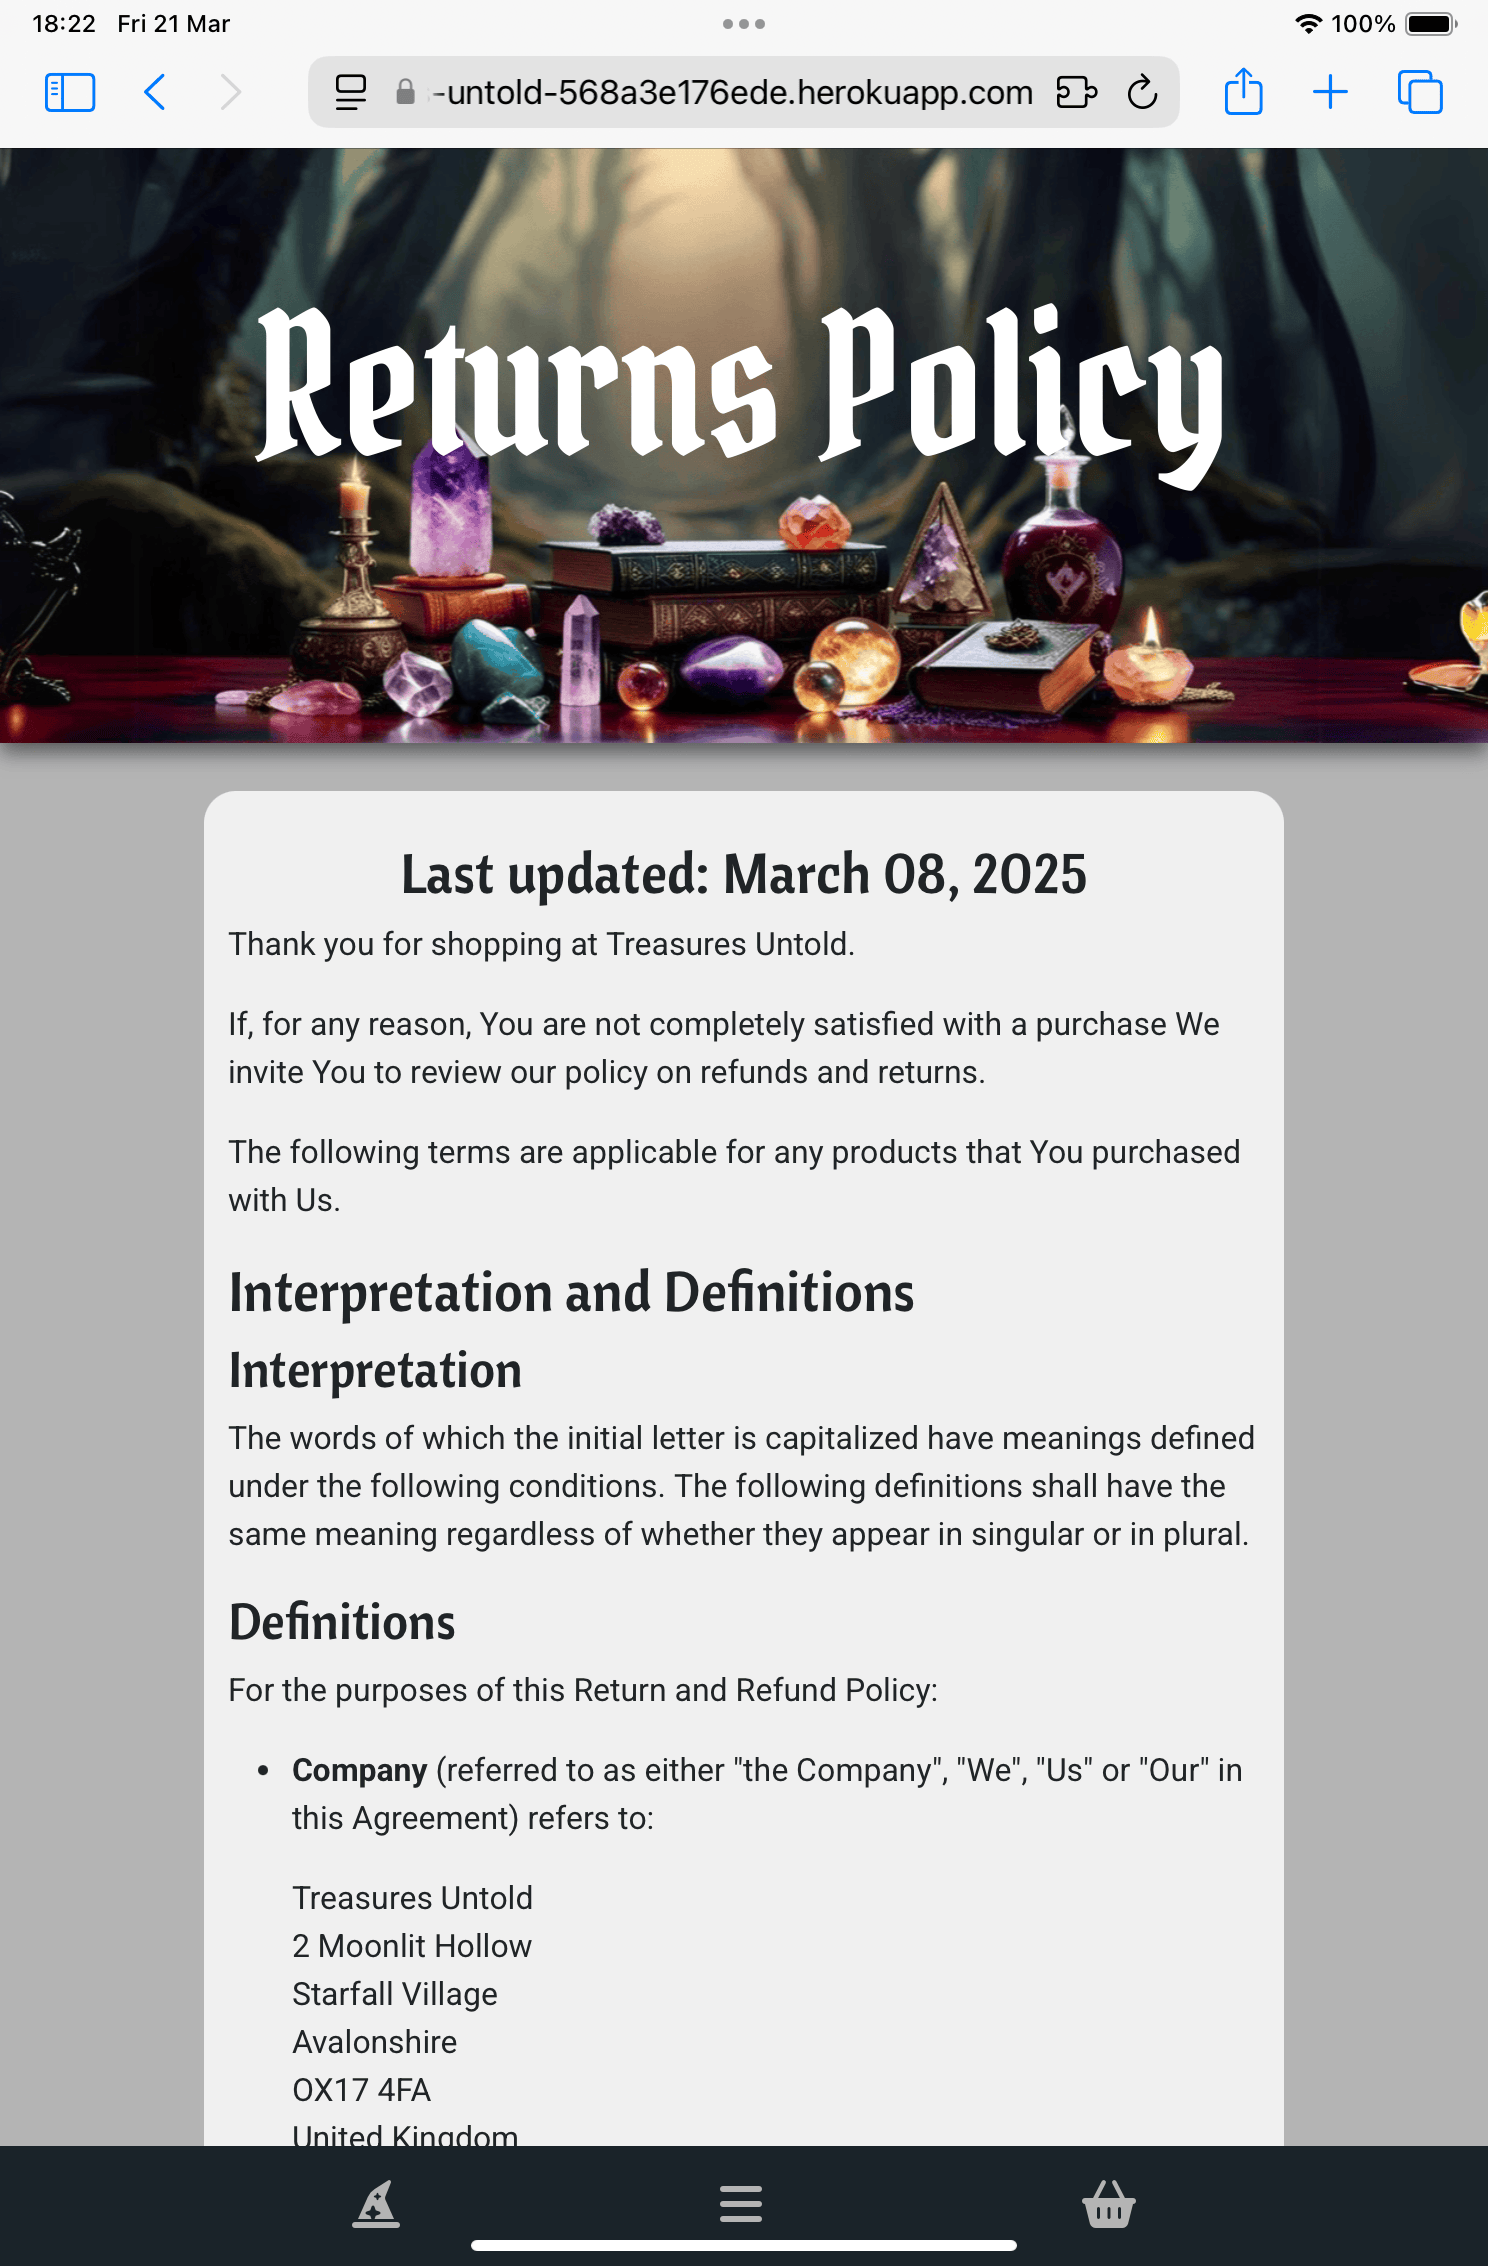 18:22 Fri 21 Mar
100%
-untold-568a3e176ede.herokuapp.com
Returns Policy
Last updated: March 08, 2025
Thank you for shopping at Treasures Untold.
If, for any reason, You are not completely satisfied with a purchase We
invite You to review our policy on refunds and returns.
The following terms are applicable for any products that You purchased
with Us.
Interpretation and Definitions
Interpretation
The words of which the initial letter is capitalized have meanings defined
under the following conditions. The following definitions shall have the
same meaning regardless of whether they appear in singular or in plural.
Definitions
For the purposes of this Return and Refund Policy:
• Company (referred to as either "the Company", "We", "Us" or "Our" in
this Agreement) refers to:
Treasures Untold
2 Moonlit Hollow
Starfall Village
Avalonshire
OX17 4FA
United Kingdom